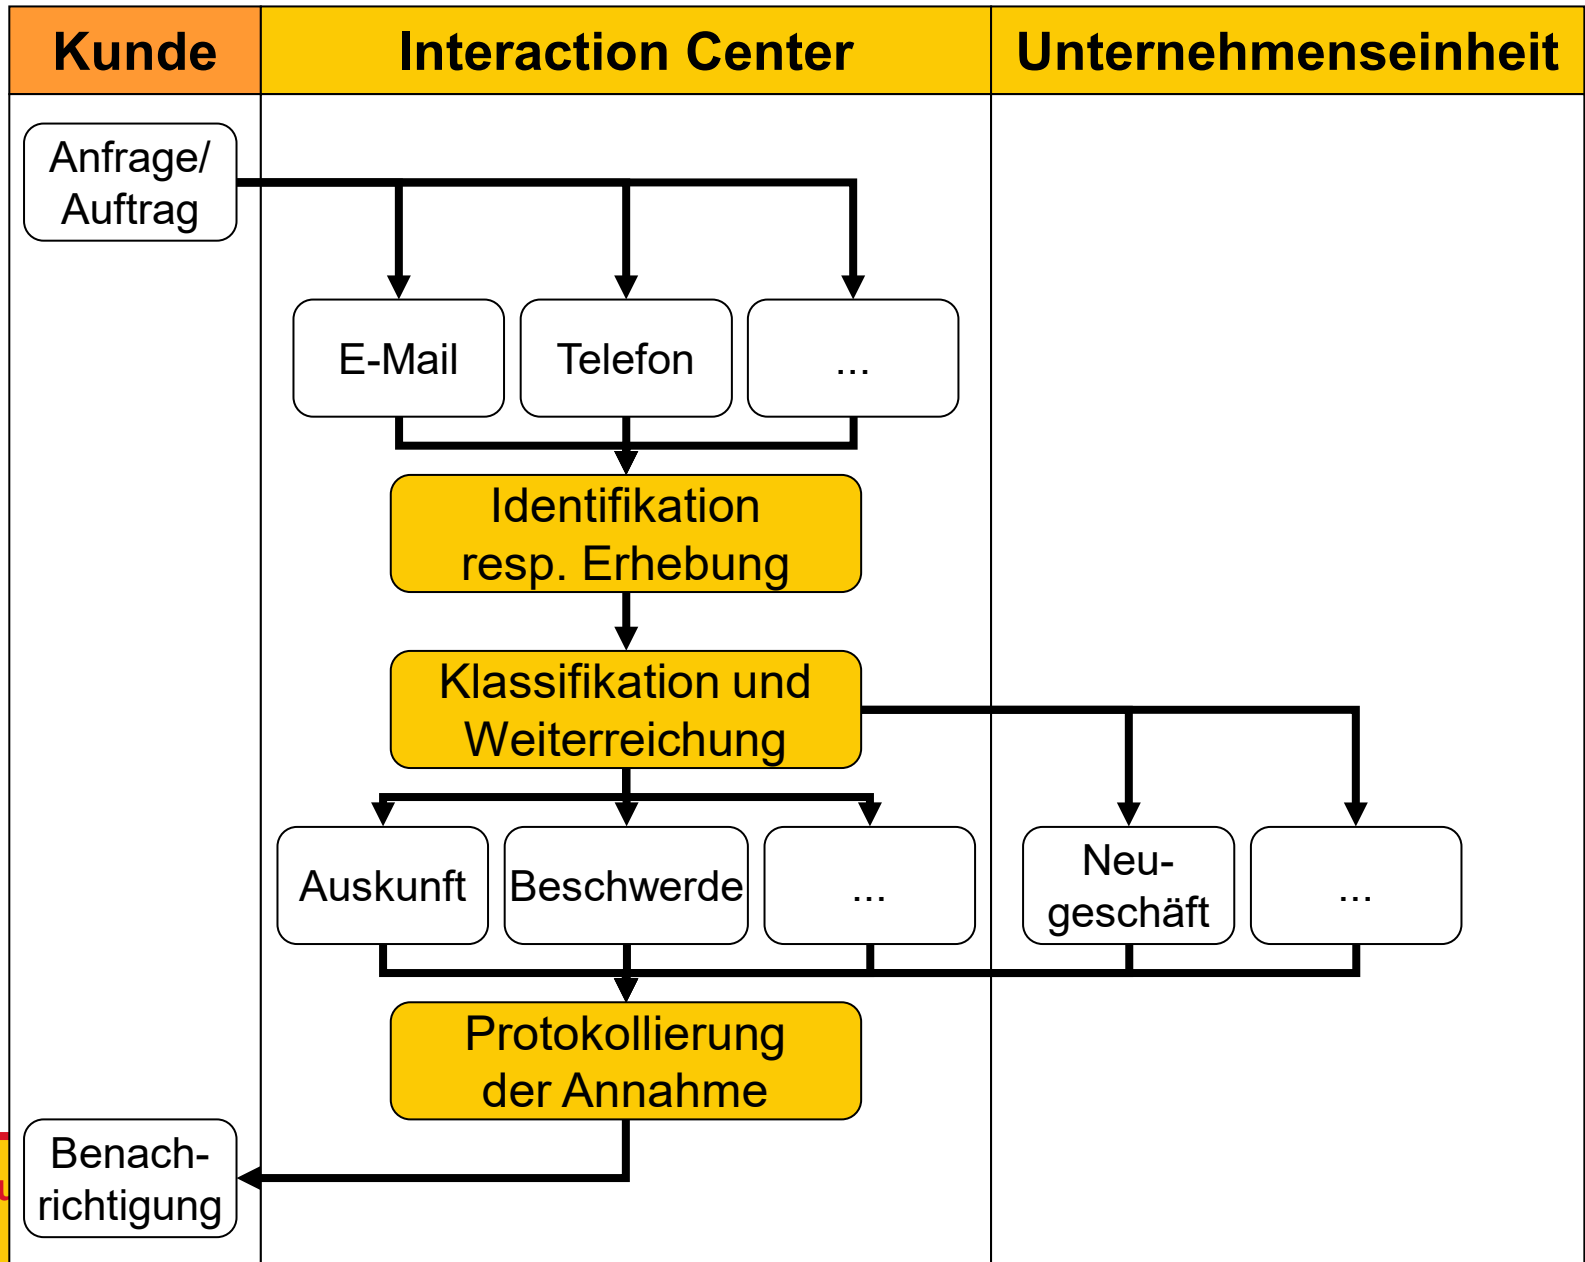 Kunde
Interaction Center
Unternehmenseinheit
Anfrage/
Auftrag
E-Mail
Telefon
...
Identifikation
resp. Erhebung
Klassifikation und
Weiterreichung
Auskunft
Beschwerde
...
Neu-
geschäft
...
Protokollierung
der Annahme
Benach-
richtigung